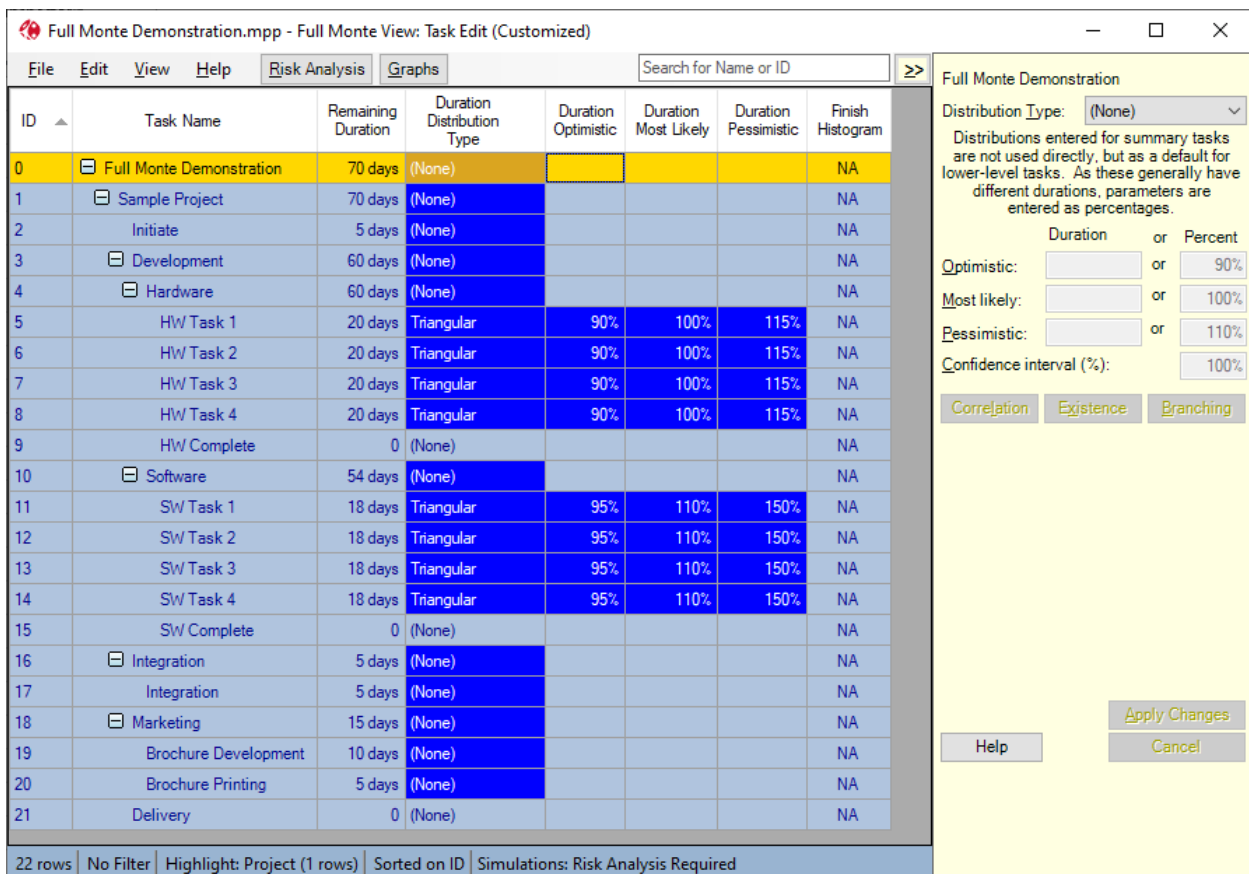 Full Monte Demonstration.mpp - Full Monte View: Task Edit (Customized)
File Edit View Help Risk Analysis Graphs Search for Name or ID >>
ID Task Name Remaining Duration Duration Distribution Type Duration Optimistic Duration Most Likely Duration Pessimistic Finish Histogram
0 Full Monte Demonstration 70 days (None) NA
1 Sample Project 70 days (None) NA
2 Initiate 5 days (None) NA
3 Development 60 days (None) NA
4 Hardware 60 days (None) NA
5 HW Task 1 20 days Triangular 90% 100% 115% NA
6 HW Task 2 20 days Triangular 90% 100% 115% NA
7 HW Task 3 20 days Triangular 90% 100% 115% NA
8 HW Task 4 20 days Triangular 90% 100% 115% NA
9 HW Complete 0 (None) NA
10 Software 54 days (None) NA
11 SW Task 1 18 days Triangular 95% 110% 150% NA
12 SW Task 2 18 days Triangular 95% 110% 150% NA
13 SW Task 3 18 days Triangular 95% 110% 150% NA
14 SW Task 4 18 days Triangular 95% 110% 150% NA
15 SW Complete 0 (None) NA
16 Integration 5 days (None) NA
17 Integration 5 days (None) NA
18 Marketing 15 days (None) NA
19 Brochure Development 10 days (None) NA
20 Brochure Printing 5 days (None) NA
21 Delivery 0 (None) NA
22 rows No Filter Highlight: Project (1 rows) Sorted on ID Simulations: Risk Analysis Required
Full Monte Demonstration
Distribution Type: (None)
Distributions entered for summary tasks
are not used directly, but as a default for
lower-level tasks. As these generally have
different durations, parameters are
entered as percentages.
Duration or Percent
Optimistic: or 90%
Most likely: or 100%
Pessimistic: or 110%
Confidence interval (%): 100%
Correlation Existence Branching
Apply Changes
Help Cancel